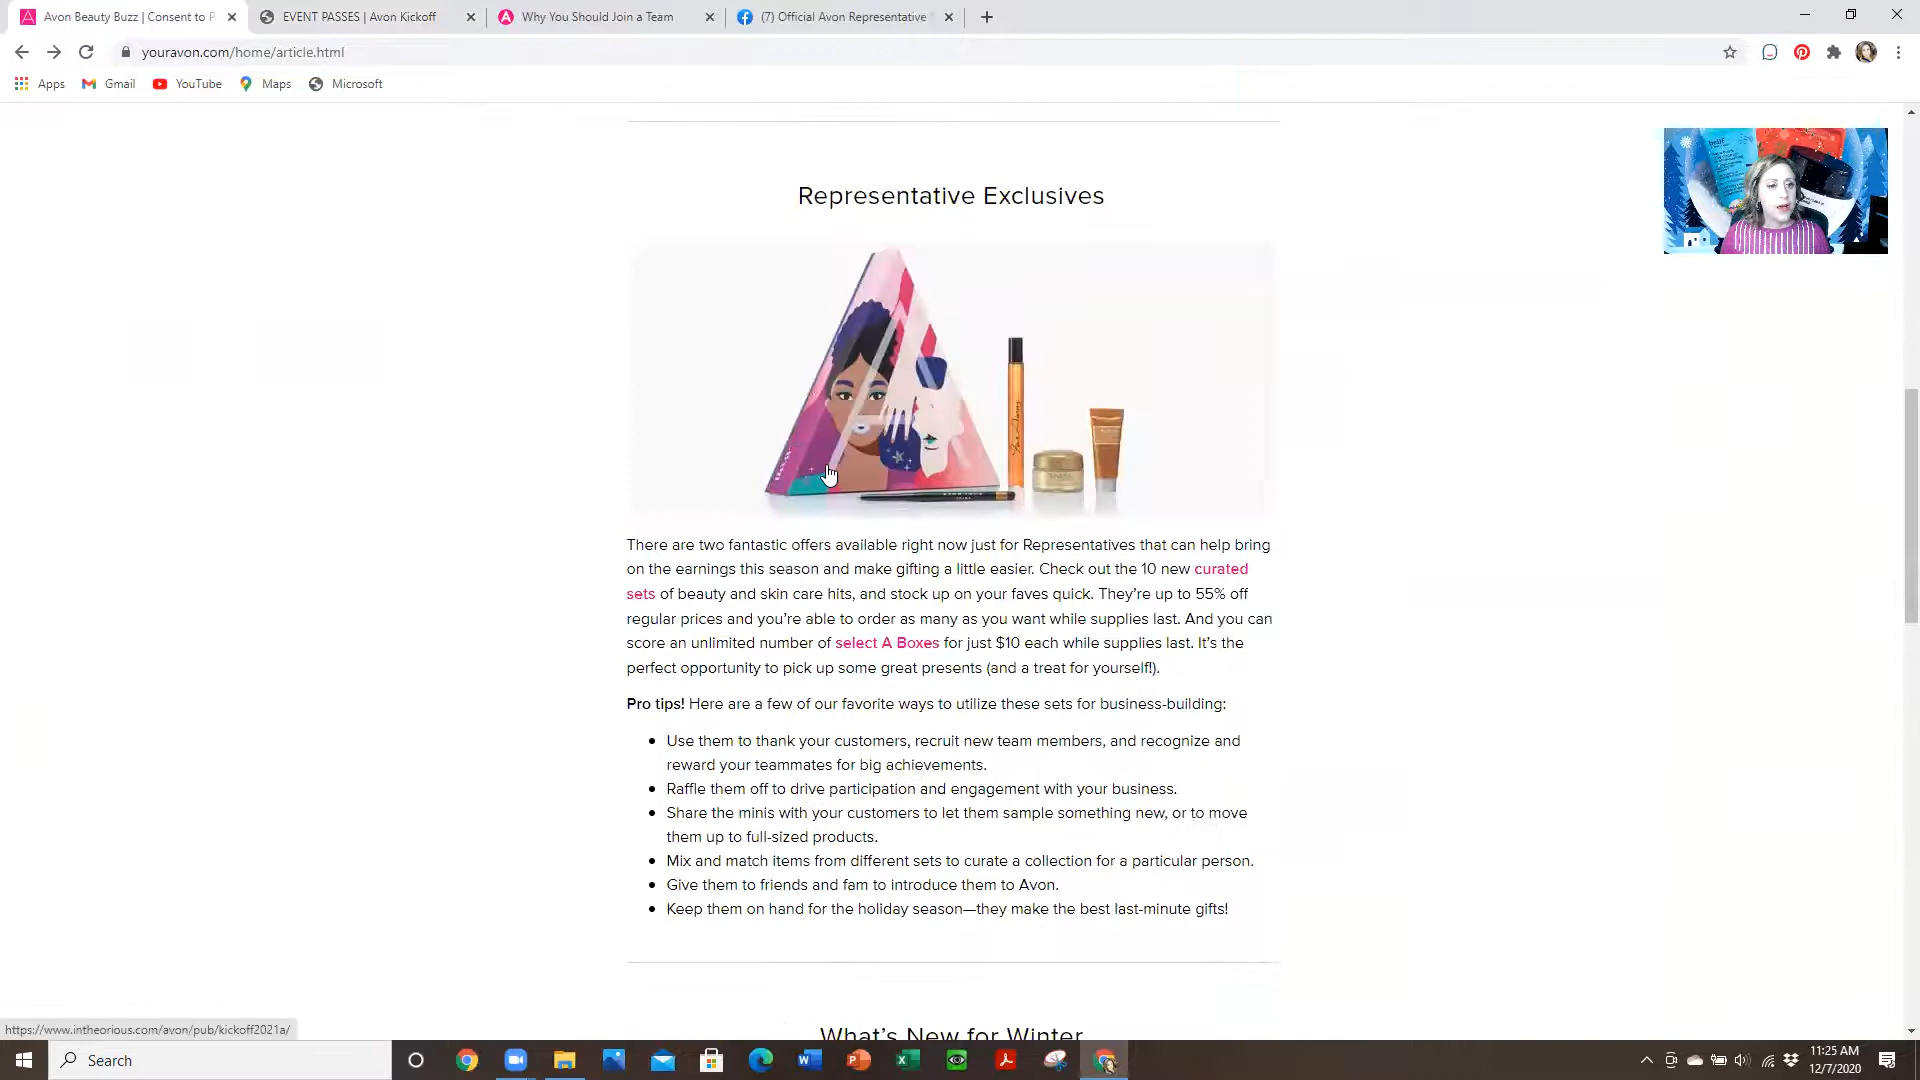 Avon Beauty Buzz | Consent to P
EVENT PASSES | Avon Kickoff
Why You Should Join a Team
(7) Official Avon Representative
youravon.com/home/article.html
Apps
Gmail
YouTube
Maps
Microsoft
Representative Exclusives
There are two fantastic offers available right now just for Representatives that can help bring
on the earnings this season and make gifting a little easier. Check out the 10 new curated
sets of beauty and skin care hits, and stock up on your faves quick. They’re up to 55% off
regular prices and you’re able to order as many as you want while supplies last. And you can
score an unlimited number of select A Boxes for just $10 each while supplies last. It’s the
perfect opportunity to pick up some great presents (and a treat for yourself!).
Pro tips! Here are a few of our favorite ways to utilize these sets for business-building:
• Use them to thank your customers, recruit new team members, and recognize and
reward your teammates for big achievements.
• Raffle them off to drive participation and engagement with your business.
• Share the minis with your customers to let them sample something new, or to move
them up to full-sized products.
• Mix and match items from different sets to curate a collection for a particular person.
• Give them to friends and fam to introduce them to Avon.
• Keep them on hand for the holiday season—they make the best last-minute gifts!
What’s New for Winter
https://www.intheorious.com/avon/pub/kickoff2021a/
Search
11:25 AM
12/7/2020